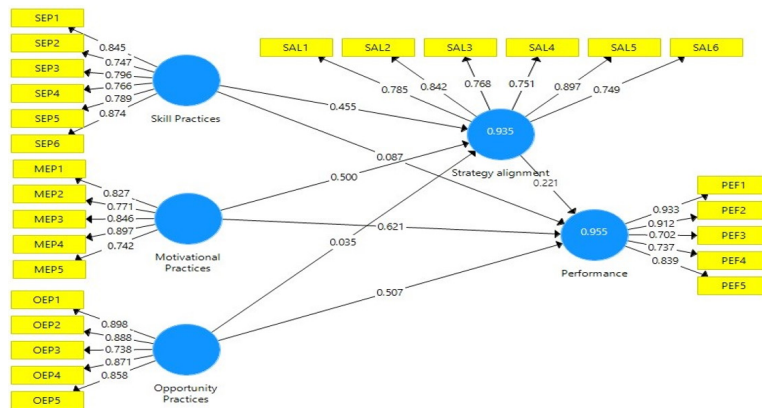 SEP1
SEP2
SEP3
SEP4
SEP5
SEP6
0.845
0.747
0.796
0.766
0.789
0.874
Skill Practices
MEP1
MEP2
MEP3
MEP4
MEP5
0.827
0.771
0.846
0.897
0.742
Motivational
Practices
OEP1
OEP2
OEP3
OEP4
OEP5
0.898
0.888
0.738
0.871
0.858
Opportunity
Practices
SAL1
SAL2
SAL3
SAL4
SAL5
SAL6
0.785
0.842
0.768
0.751
0.897
0.749
0.935
Strategy alignment
0.455
0.087
0.500
0.621
0.035
0.507
0.221
0.955
Performance
0.933
0.912
0.702
0.737
0.839
PEF1
PEF2
PEF3
PEF4
PEF5